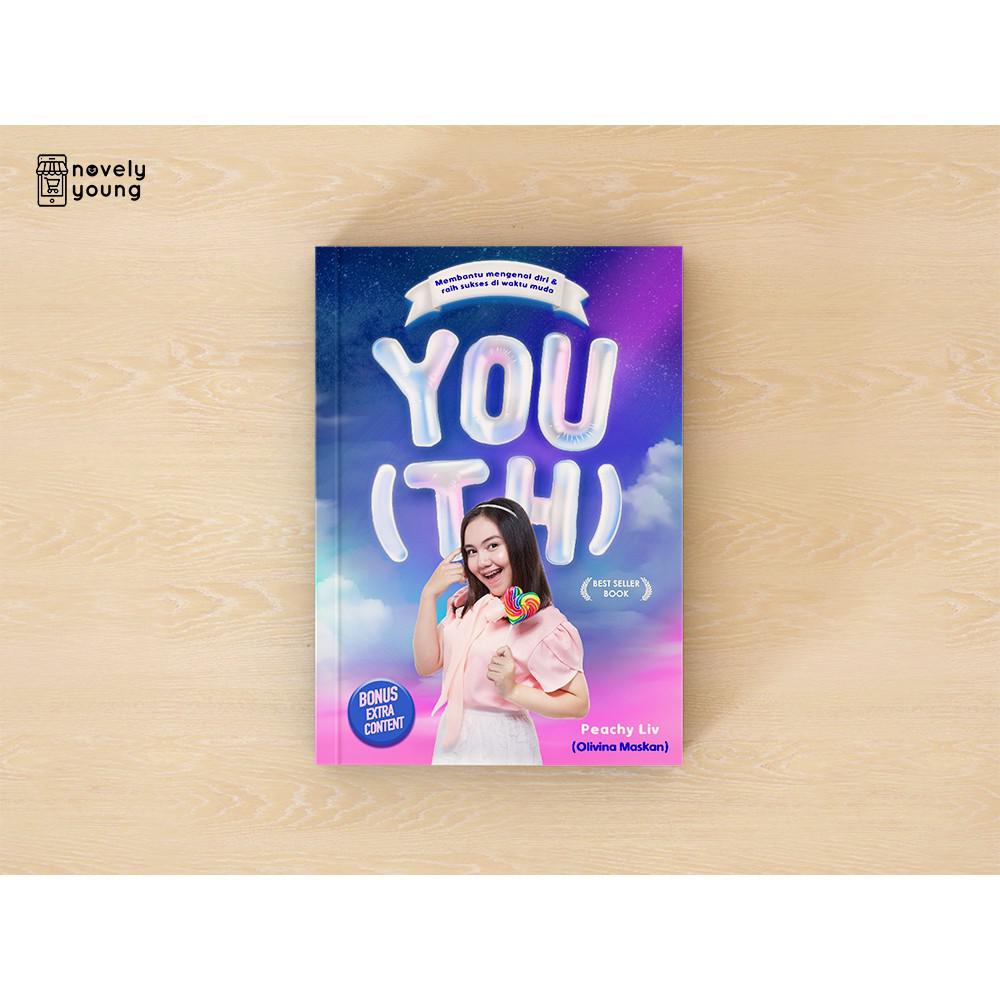 novely
young
Membantu mengenal diri &
raih sukses di waktu muda
YOU
(TH)
BEST SELLER
BOOK
BONUS
EXTRA
CONTENT
Peachy Liv
(Olivina Maskan)